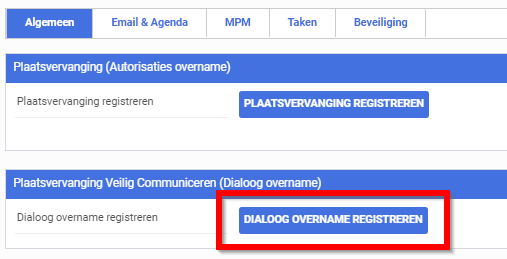 Algemeen Email & Agenda MPM Taken Beveiliging
Plaatsvervanging (Autorisaties overname)
Plaatsvervanging registreren PLAATSVERVANGING REGISTREREN
Plaatsvervanging Veilig Communiceren (Dialoog overname)
Dialoog overname registreren DIALOOG OVERNAME REGISTREREN